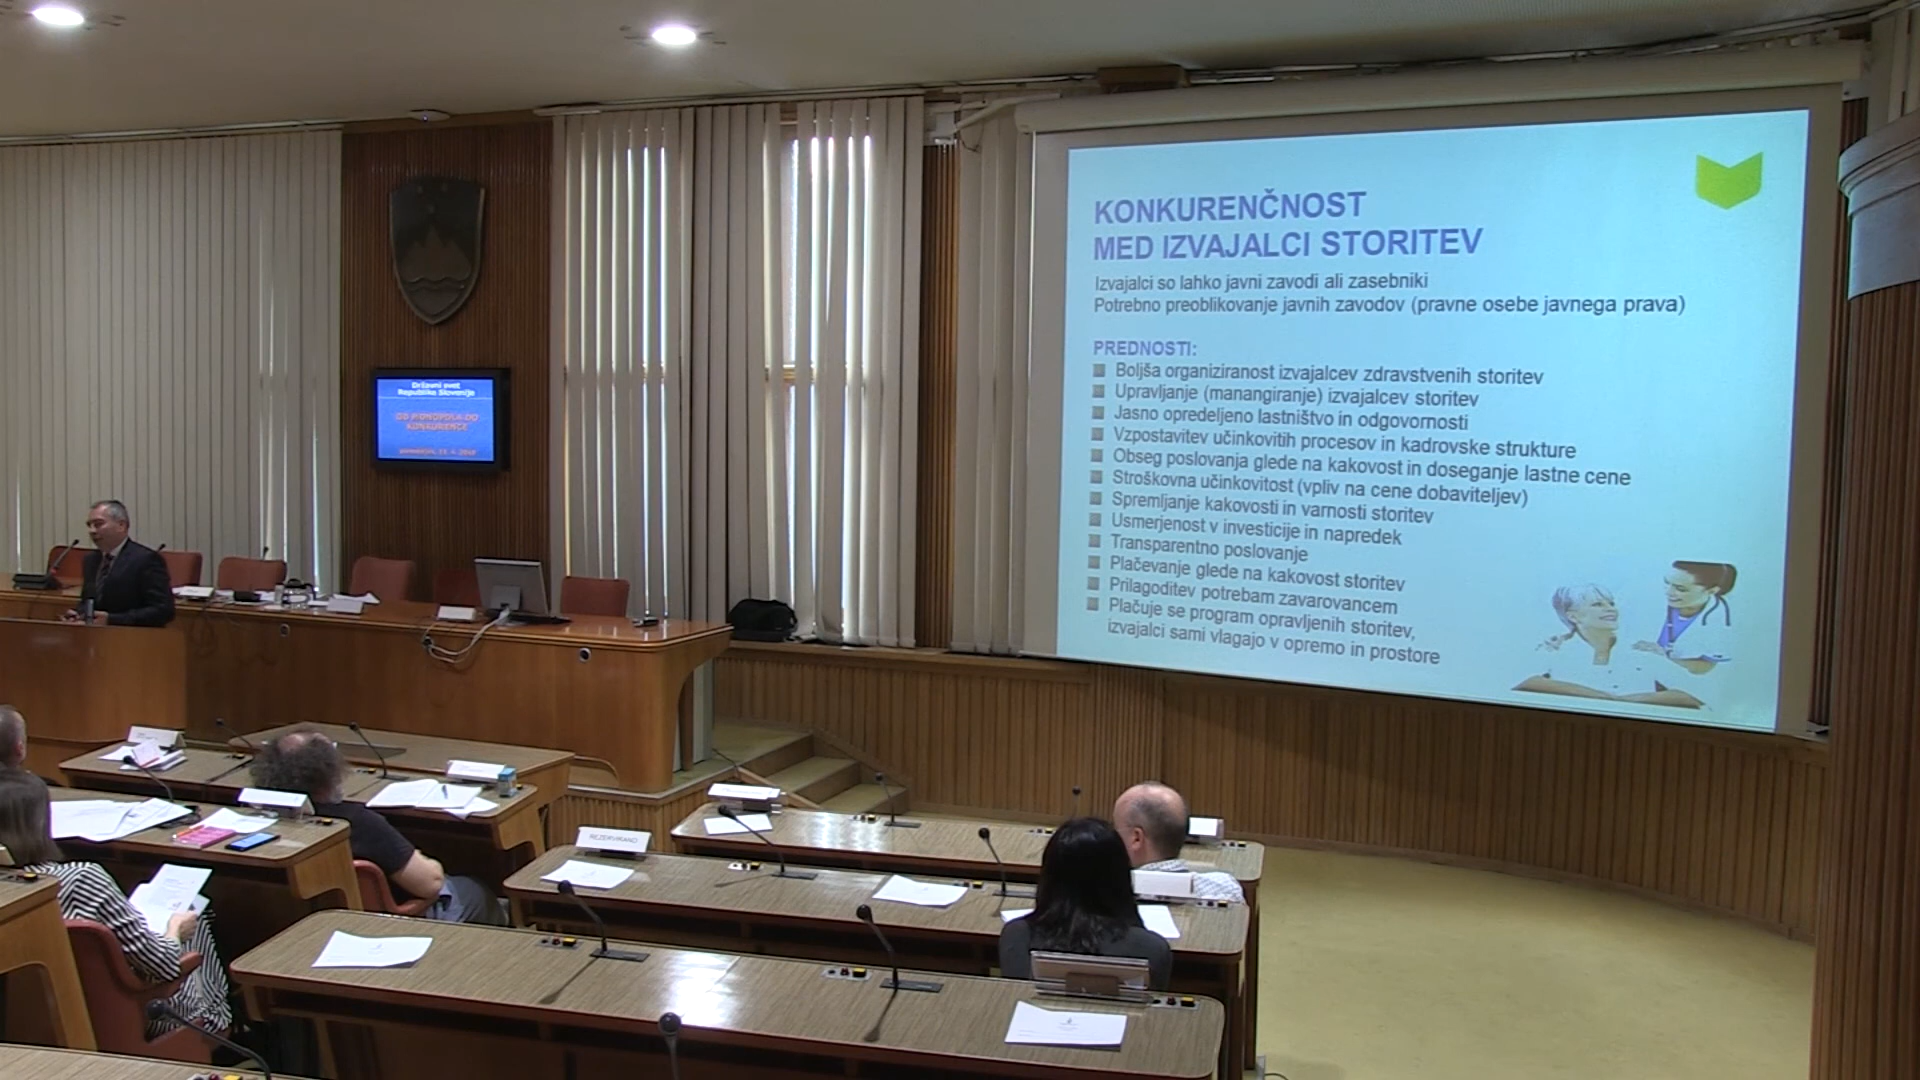 KONKURENČNOST
MED IZVAJALCI STORITEV
Izvajalci so lahko javni zavodi ali zasebniki
Potrebno preoblikovanje javnih zavodov (pravne osebe javnega prava)
PREDNOSTI:
Boljša organiziranost izvajalcev zdravstvenih storitev
Upravljanje (manangiranje) izvajalcev storitev
Jasno opredeljeno lastništvo in odgovornosti
Vzpostavitev učinkovitih procesov in kadrovske strukture
Obseg poslovanja glede na kakovost in doseganje lastne cene
Stroškovna učinkovitost (vpliv na cene dobaviteljev)
Spremljanje kakovosti in varnosti storitev
Usmerjenost v investicije in napredek
Transparentno poslovanje
Plačevanje glede na kakovost storitev
Prilagoditev potrebam zavarovancem
Plačuje se program opravljenih storitev,
izvajalci sami vlagajo v opremo in prostore
Državni svet
Republike Slovenije
OD MONOPOLA DO
KONKURENCE
REZERVIRANO